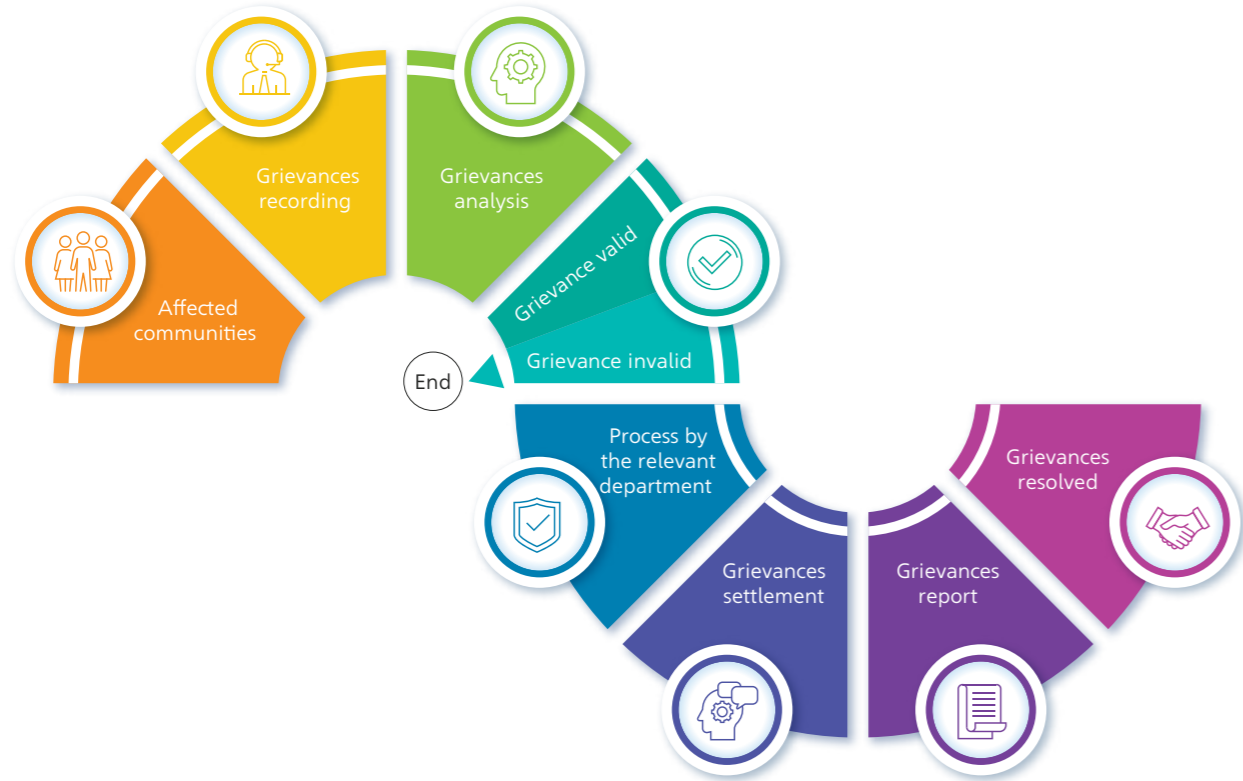 Affected
communities
Grievances
recording
Grievances
analysis
Grievance valid
Grievance invalid
End
Process by
the relevant
department
Grievances
settlement
Grievances
report
Grievances
resolved